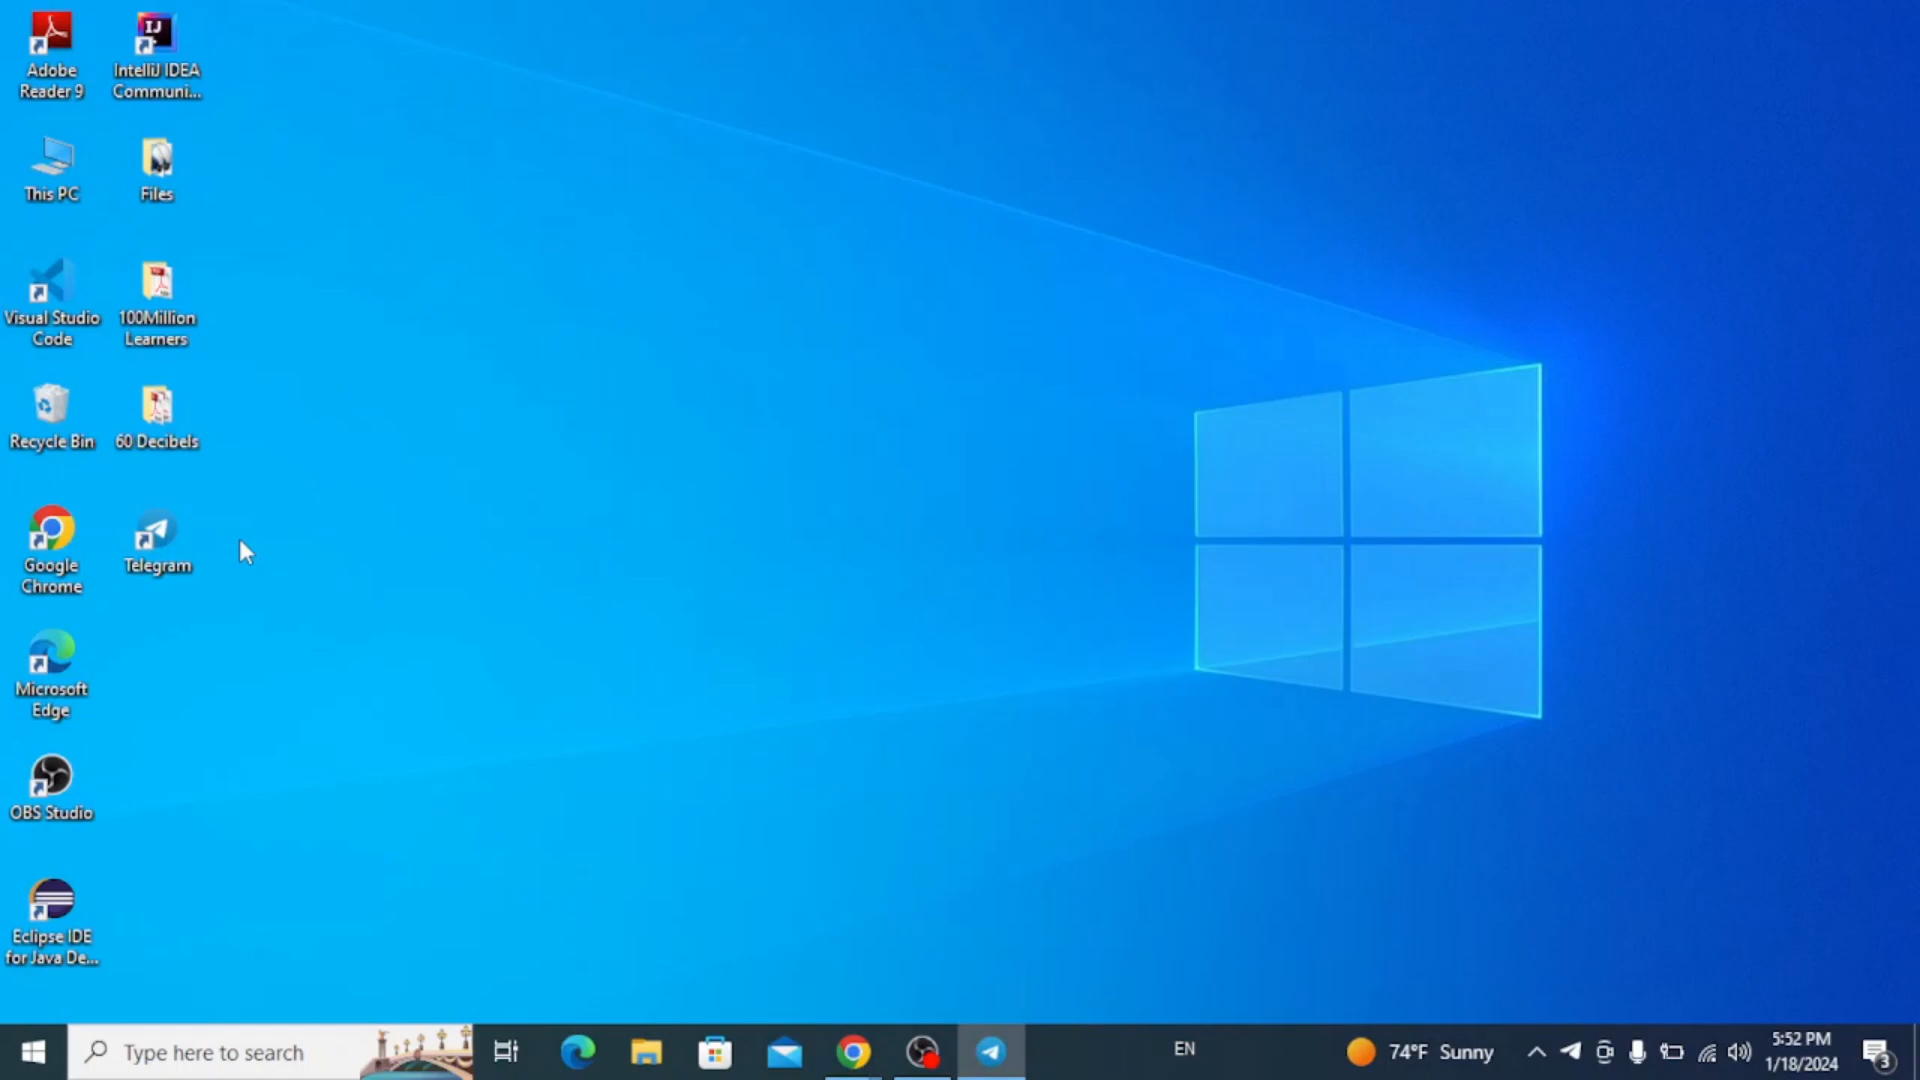 Adobe
Reader 9
IntelliJ IDEA
Communi...
This PC
Files
Visual Studio
Code
100Million
Learners
Recycle Bin
60 Decibels
Google
Chrome
Telegram
Microsoft
Edge
OBS Studio
Eclipse IDE
for Java De...
Type here to search
EN
74°F Sunny
5:52 PM
1/18/2024
3